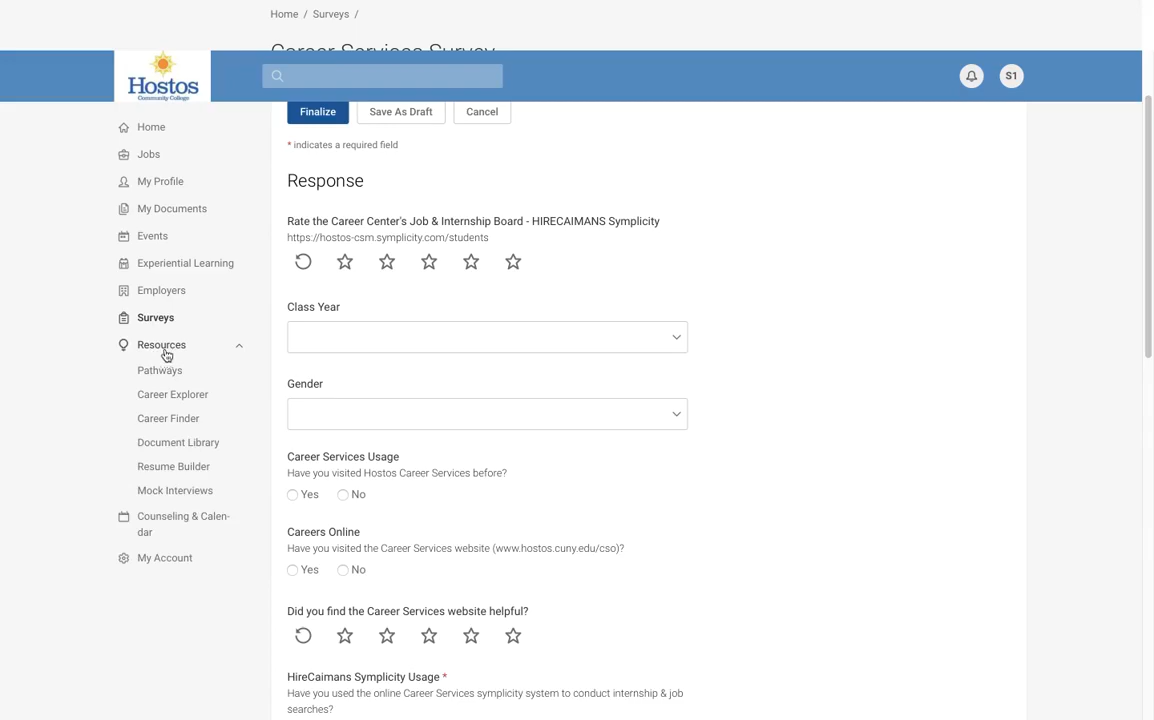 Home / Surveys /
Career Services Survey
Hostos
Community College
S1
Home
Jobs
My Profile
My Documents
Events
Experiential Learning
Employers
Surveys
Resources
Pathways
Career Explorer
Career Finder
Document Library
Resume Builder
Mock Interviews
Counseling & Calen-
dar
My Account
Finalize
Save As Draft
Cancel
* indicates a required field
Response
Rate the Career Center's Job & Internship Board - HIRECAIMANS Symplicity
https://hostos-csm.symplicity.com/students
Class Year
Gender
Career Services Usage
Have you visited Hostos Career Services before?
Yes No
Careers Online
Have you visited the Career Services website (www.hostos.cuny.edu/cso)?
Yes No
Did you find the Career Services website helpful?
HireCaimans Symplicity Usage *
Have you used the online Career Services symplicity system to conduct internship & job
searches?